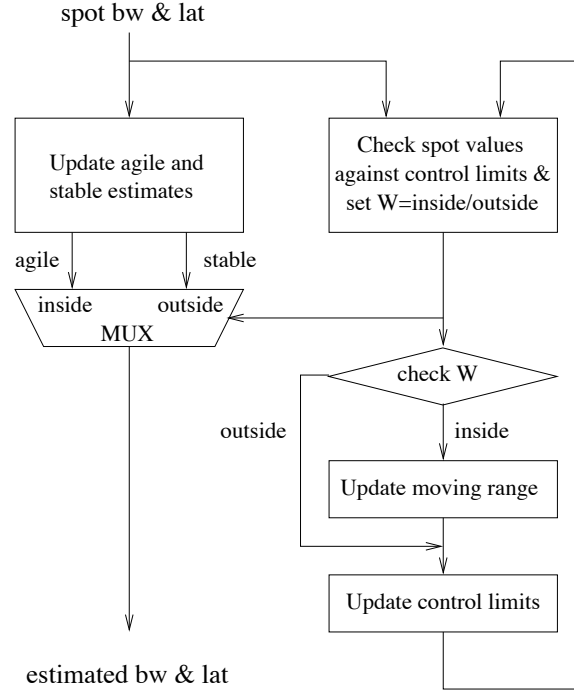 spot bw & lat
Update agile and
stable estimates
Check spot values
against control limits &
set W=inside/outside
agile
stable
inside
outside
MUX
check W
outside
inside
Update moving range
Update control limits
estimated bw & lat